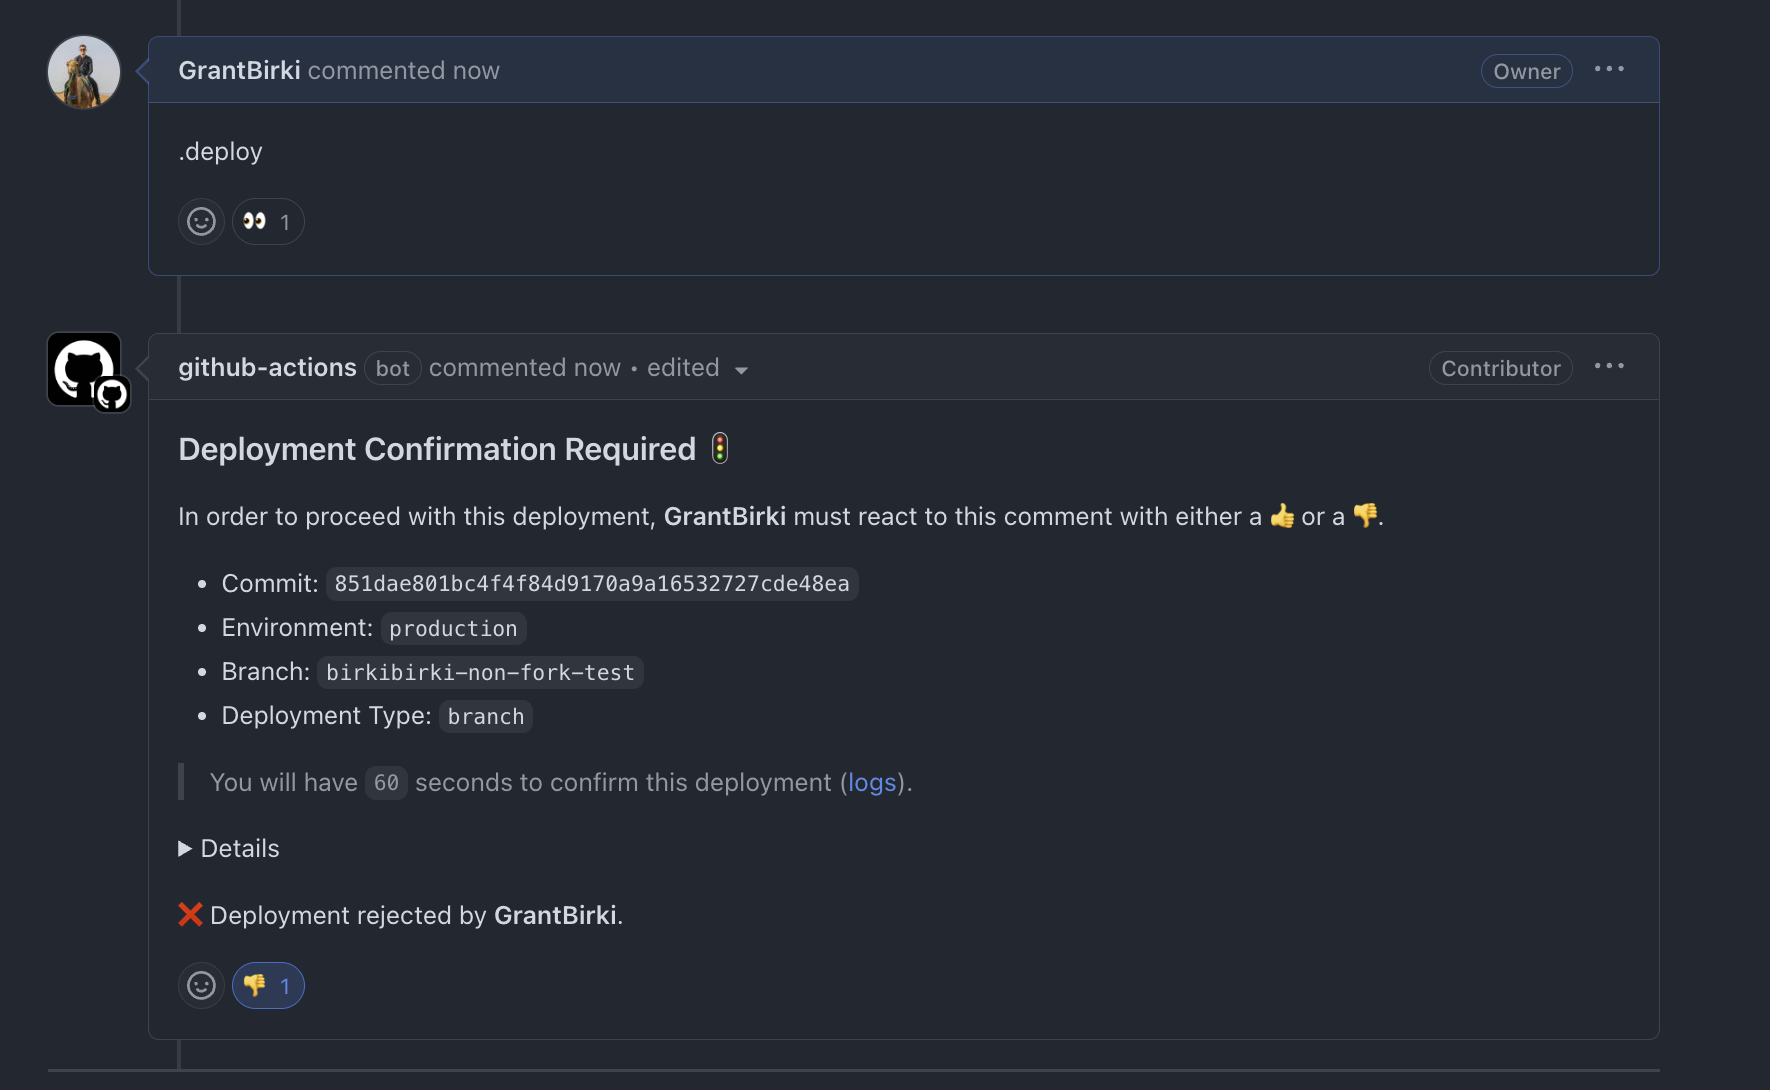 GrantBirki commented now Owner
.deploy
👀 1
github-actions bot commented now • edited Contributor
Deployment Confirmation Required 🚦
In order to proceed with this deployment, GrantBirki must react to this comment with either a 👍 or a 👎.
• Commit: 851dae801bc4f4f84d9170a9a16532727cde48ea
• Environment: production
• Branch: birkibirki-non-fork-test
• Deployment Type: branch
You will have 60 seconds to confirm this deployment (logs).
▶ Details
❌ Deployment rejected by GrantBirki.
👎 1